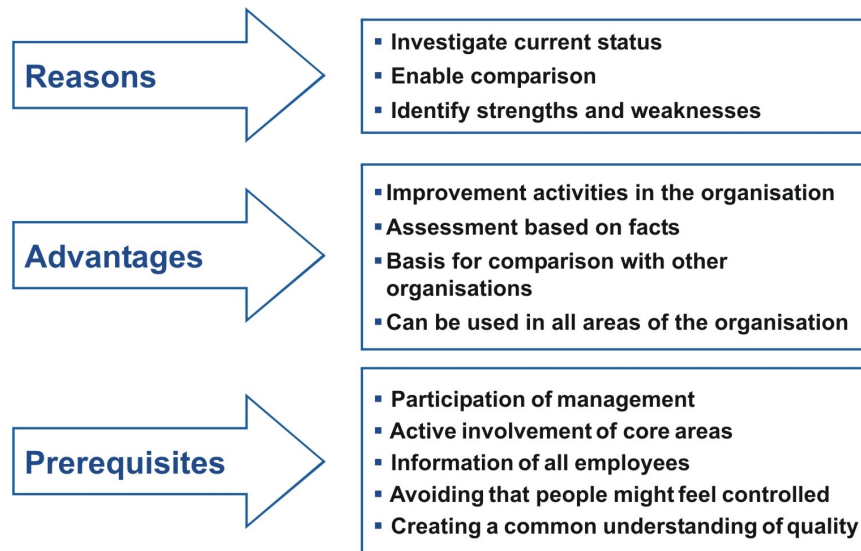 Reasons
▪ Investigate current status
▪ Enable comparison
▪ Identify strengths and weaknesses
Advantages
▪ Improvement activities in the organisation
▪ Assessment based on facts
▪ Basis for comparison with other
organisations
▪ Can be used in all areas of the organisation
Prerequisites
▪ Participation of management
▪ Active involvement of core areas
▪ Information of all employees
▪ Avoiding that people might feel controlled
▪ Creating a common understanding of quality